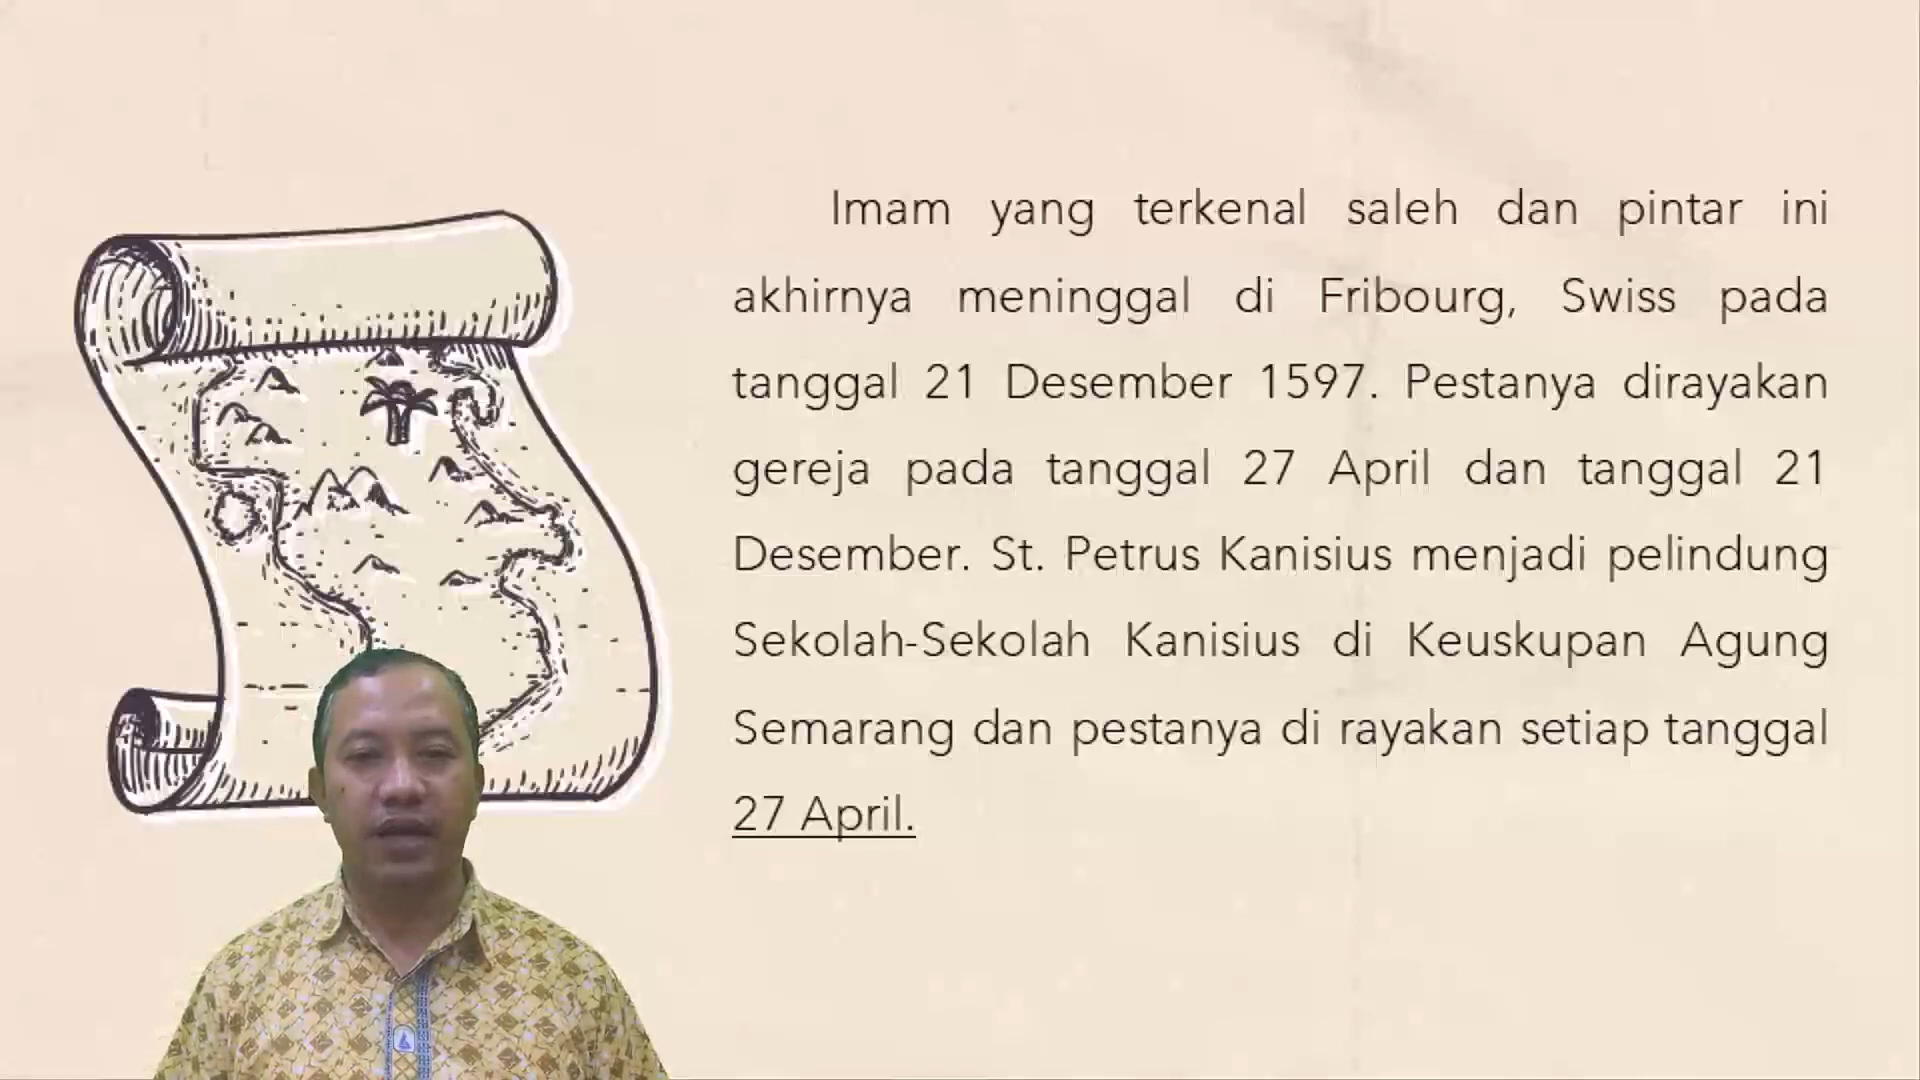 Imam yang terkenal saleh dan pintar ini
akhirnya meninggal di Fribourg, Swiss pada
tanggal 21 Desember 1597. Pestanya dirayakan
gereja pada tanggal 27 April dan tanggal 21
Desember. St. Petrus Kanisius menjadi pelindung
Sekolah-Sekolah Kanisius di Keuskupan Agung
Semarang dan pestanya di rayakan setiap tanggal
27 April.